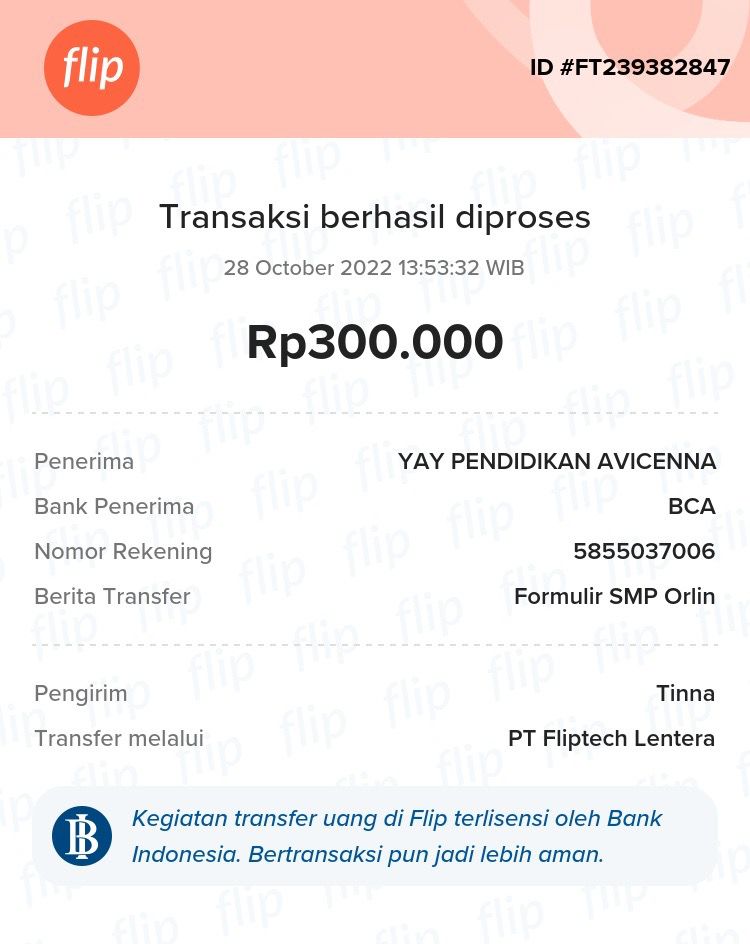 flip
ID #FT239382847
Transaksi berhasil diproses
28 October 2022 13:53:32 WIB
Rp300.000
Penerima YAY PENDIDIKAN AVICENNA
Bank Penerima BCA
Nomor Rekening 5855037006
Berita Transfer Formulir SMP Orlin
Pengirim Tinna
Transfer melalui PT Fliptech Lentera
Kegiatan transfer uang di Flip terlisensi oleh Bank
Indonesia. Bertransaksi pun jadi lebih aman.